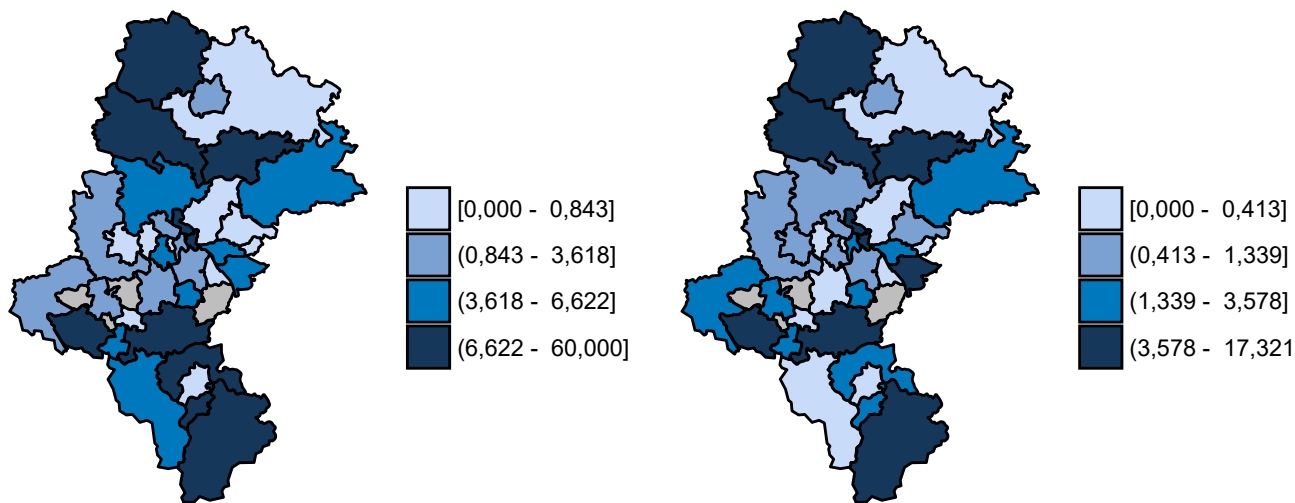 [0,000 - 0,843]
(0,843 - 3,618]
(3,618 - 6,622]
(6,622 - 60,000]
[0,000 - 0,413]
(0,413 - 1,339]
(1,339 - 3,578]
(3,578 - 17,321